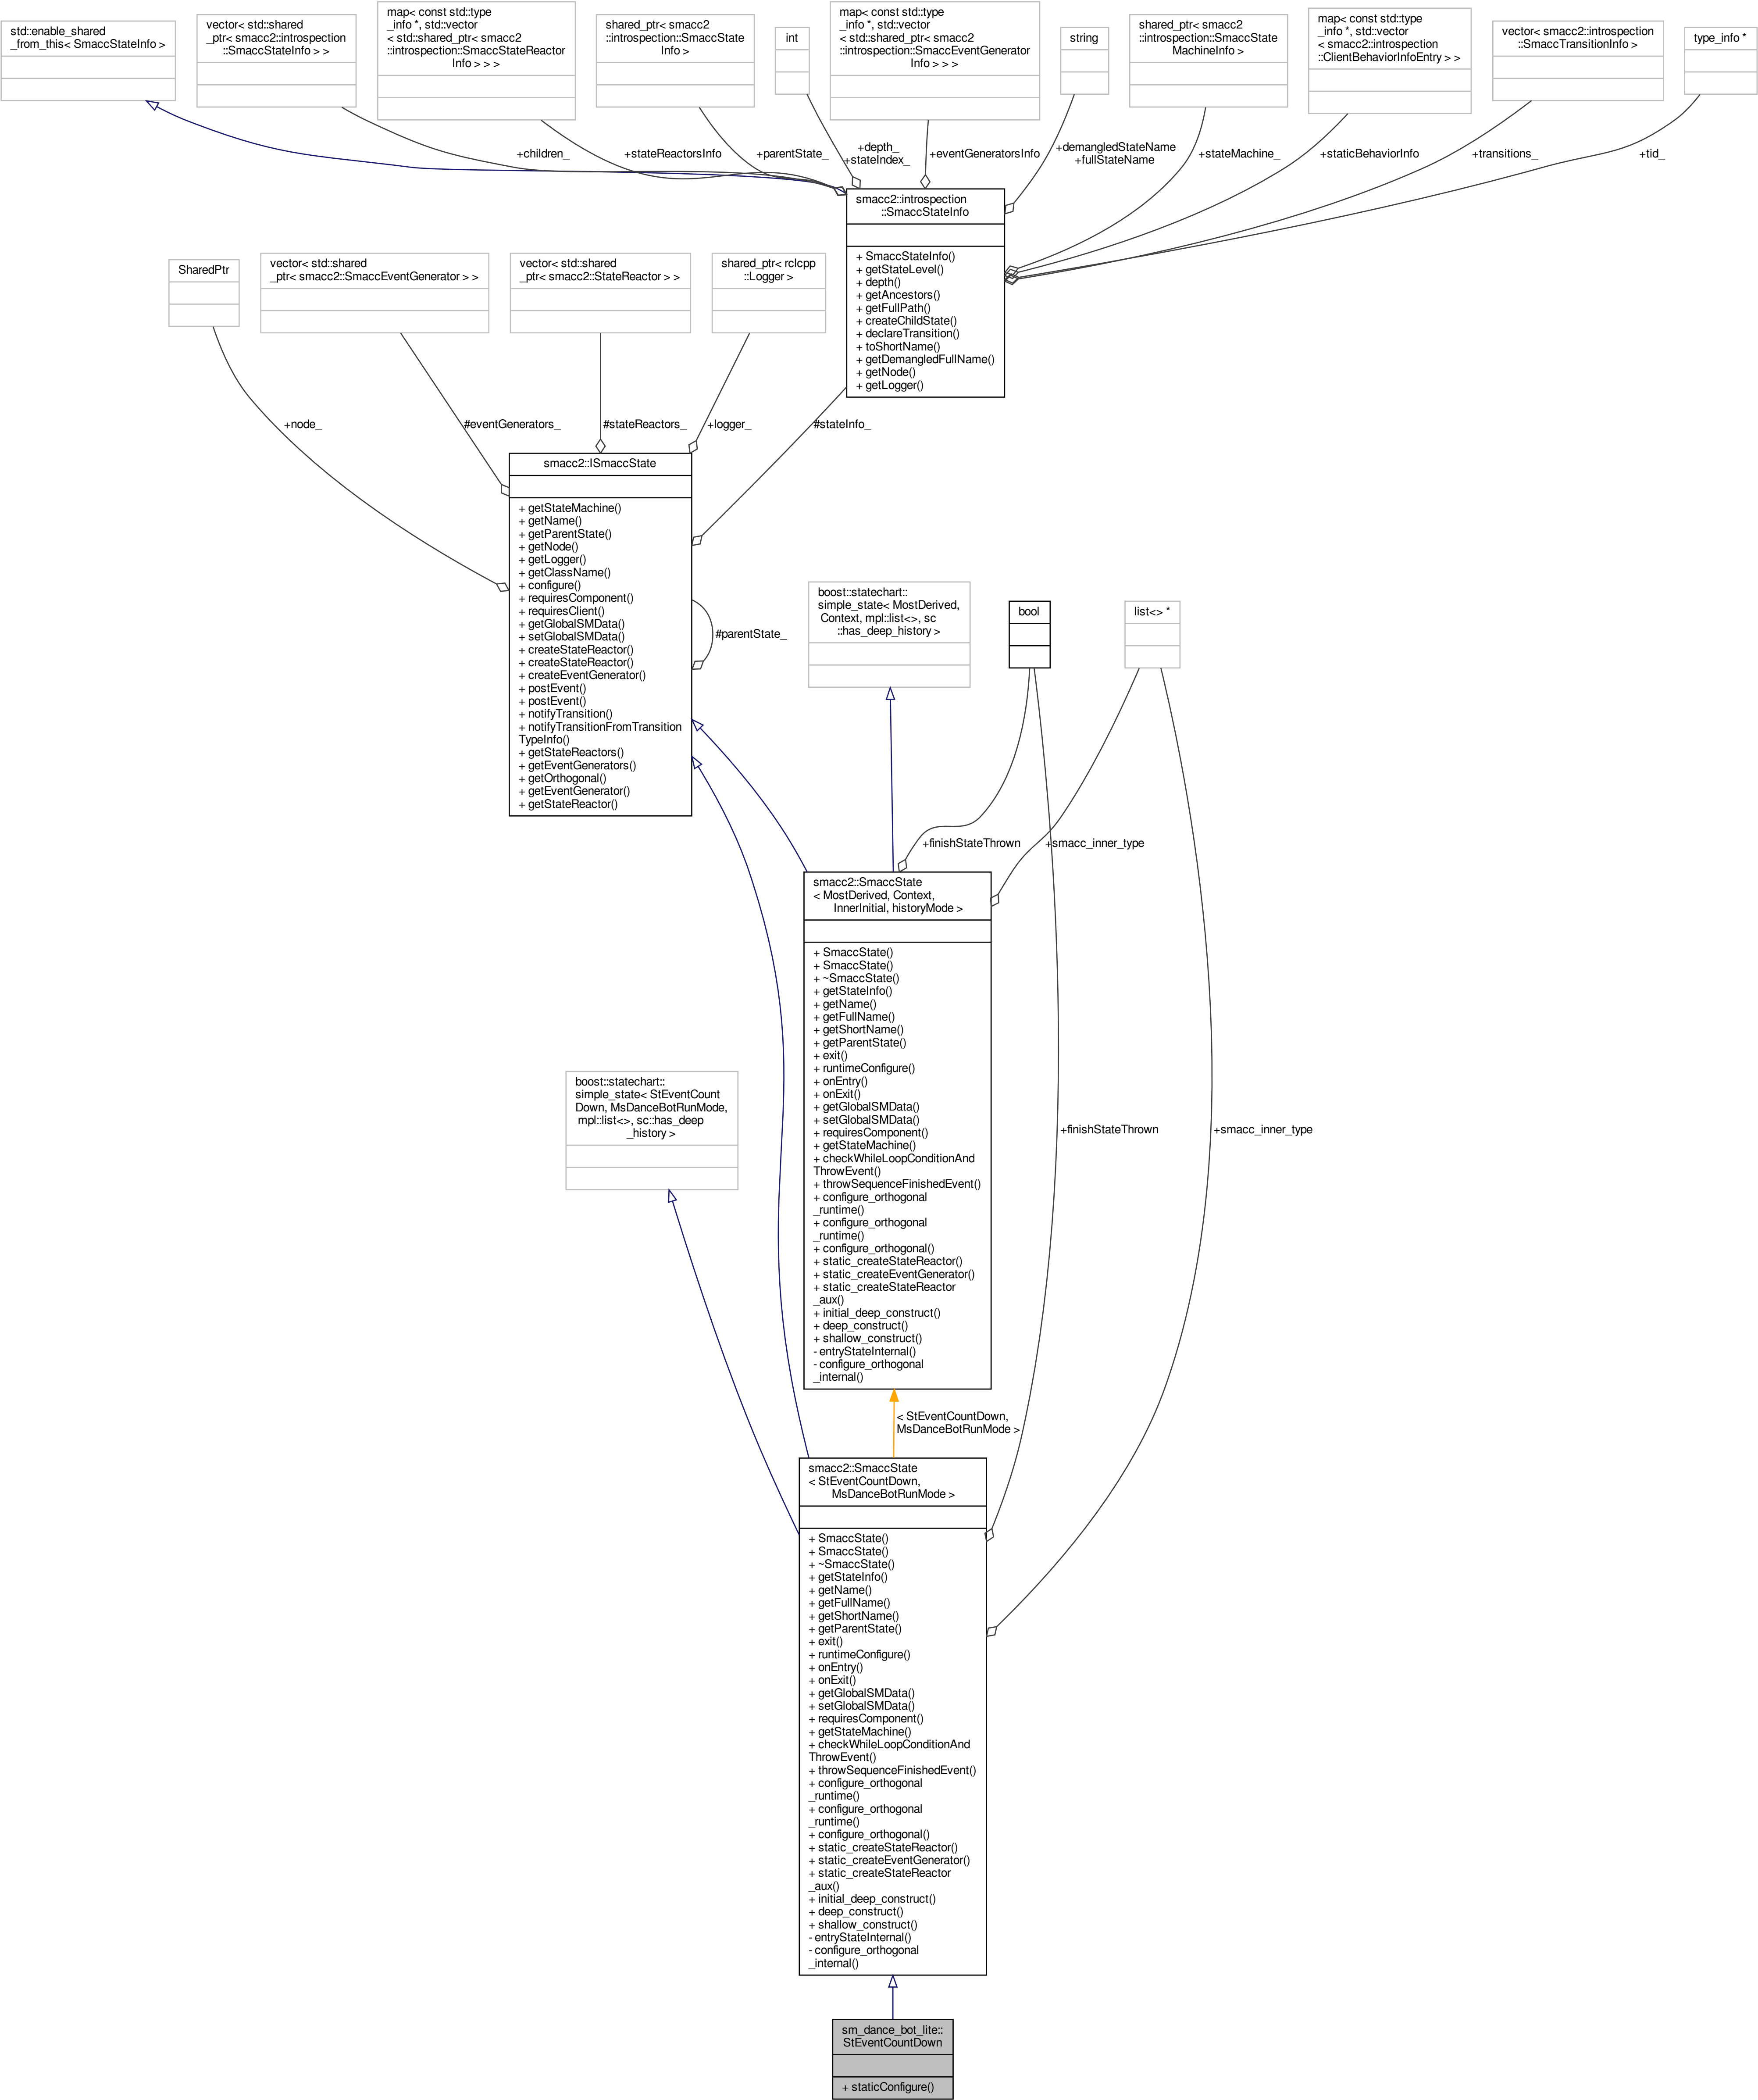 std::enable_shared
_from_this< SmaccStateInfo >
vector< std::shared
_ptr< smacc2::introspection
::SmaccStateInfo > >
map< const std::type
_info *, std::vector
< std::shared_ptr< smacc2
::introspection::SmaccStateReactor
Info > > >
shared_ptr< smacc2
::introspection::SmaccState
Info >
int
map< const std::type
_info *, std::vector
< std::shared_ptr< smacc2
::introspection::SmaccEventGenerator
Info > > >
string
shared_ptr< smacc2
::introspection::SmaccState
MachineInfo >
map< const std::type
_info *, std::vector
< smacc2::introspection
::ClientBehaviorInfoEntry > >
vector< smacc2::introspection
::SmaccTransitionInfo >
type_info *
+children_
+stateReactorsInfo
+parentState_
+depth_
+stateIndex_
+eventGeneratorsInfo
+demangledStateName
+fullStateName
+stateMachine_
+staticBehaviorInfo
+transitions_
+tid_
smacc2::introspection
::SmaccStateInfo
+ SmaccStateInfo()
+ getStateLevel()
+ depth()
+ getAncestors()
+ getFullPath()
+ createChildState()
+ declareTransition()
+ toShortName()
+ getDemangledFullName()
+ getNode()
+ getLogger()
SharedPtr
vector< std::shared
_ptr< smacc2::SmaccEventGenerator > >
vector< std::shared
_ptr< smacc2::StateReactor > >
shared_ptr< rclcpp
::Logger >
+node_
#eventGenerators_
#stateReactors_
+logger_
#stateInfo_
smacc2::ISmaccState
+ getStateMachine()
+ getName()
+ getParentState()
+ getNode()
+ getLogger()
+ getClassName()
+ configure()
+ requiresComponent()
+ requiresClient()
+ getGlobalSMData()
+ setGlobalSMData()
+ createStateReactor()
+ createStateReactor()
+ createEventGenerator()
+ postEvent()
+ postEvent()
+ notifyTransition()
+ notifyTransitionFromTransition
TypeInfo()
+ getStateReactors()
+ getEventGenerators()
+ getOrthogonal()
+ getEventGenerator()
+ getStateReactor()
#parentState_
boost::statechart::
simple_state< MostDerived,
Context, mpl::list<>, sc
::has_deep_history >
bool
list<> *
+finishStateThrown
+smacc_inner_type
smacc2::SmaccState
< MostDerived, Context,
InnerInitial, historyMode >
+ SmaccState()
+ SmaccState()
+ ~SmaccState()
+ getStateInfo()
+ getName()
+ getFullName()
+ getShortName()
+ getParentState()
+ exit()
+ runtimeConfigure()
+ onEntry()
+ onExit()
+ getGlobalSMData()
+ setGlobalSMData()
+ requiresComponent()
+ getStateMachine()
+ checkWhileLoopConditionAnd
ThrowEvent()
+ throwSequenceFinishedEvent()
+ configure_orthogonal
_runtime()
+ configure_orthogonal
_runtime()
+ configure_orthogonal()
+ static_createStateReactor()
+ static_createEventGenerator()
+ static_createStateReactor
_aux()
+ initial_deep_construct()
+ deep_construct()
+ shallow_construct()
- entryStateInternal()
- configure_orthogonal
_internal()
boost::statechart::
simple_state< StEventCount
Down, MsDanceBotRunMode,
mpl::list<>, sc::has_deep
_history >
+finishStateThrown
+smacc_inner_type
< StEventCountDown,
MsDanceBotRunMode >
smacc2::SmaccState
< StEventCountDown,
MsDanceBotRunMode >
+ SmaccState()
+ SmaccState()
+ ~SmaccState()
+ getStateInfo()
+ getName()
+ getFullName()
+ getShortName()
+ getParentState()
+ exit()
+ runtimeConfigure()
+ onEntry()
+ onExit()
+ getGlobalSMData()
+ setGlobalSMData()
+ requiresComponent()
+ getStateMachine()
+ checkWhileLoopConditionAnd
ThrowEvent()
+ throwSequenceFinishedEvent()
+ configure_orthogonal
_runtime()
+ configure_orthogonal
_runtime()
+ configure_orthogonal()
+ static_createStateReactor()
+ static_createEventGenerator()
+ static_createStateReactor
_aux()
+ initial_deep_construct()
+ deep_construct()
+ shallow_construct()
- entryStateInternal()
- configure_orthogonal
_internal()
sm_dance_bot_lite::
StEventCountDown
+ staticConfigure()